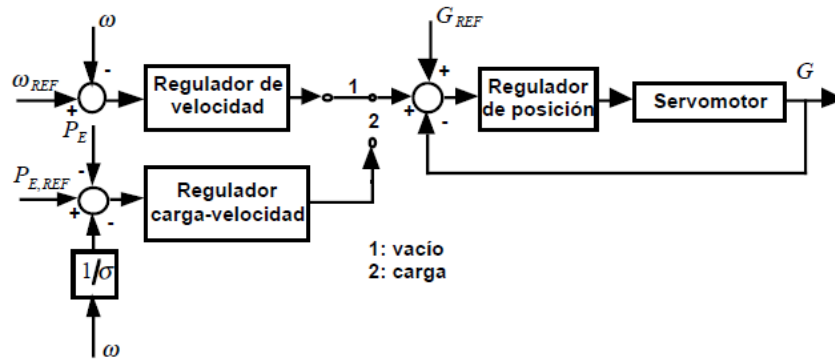 ω
G_REF
-
ω_REF
+
Regulador de
velocidad
1
+
+
-
Regulador
de posición
Servomotor
G
2
P_E
-
P_E,REF
+
-
Regulador
carga-velocidad
1: vacío
2: carga
1/σ
ω